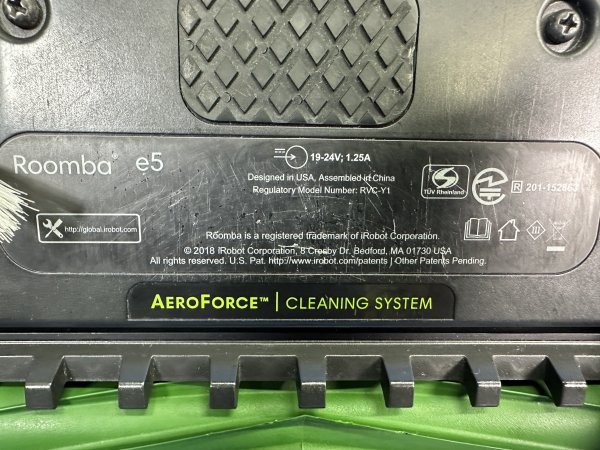 Roomba® e5
19-24V; 1.25A
Designed in USA, Assembled in China
Regulatory Model Number: RVC-Y1
TÜV Rheinland
R 201-152863
http://global.irobot.com
Roomba is a registered trademark of iRobot Corporation.
© 2018 iRobot Corporation, 8 Crosby Dr. Bedford, MA 01730 USA
All rights reserved. U.S. Pat. http://www.irobot.com/patents | Other Patents Pending.
AEROFORCE™ | CLEANING SYSTEM